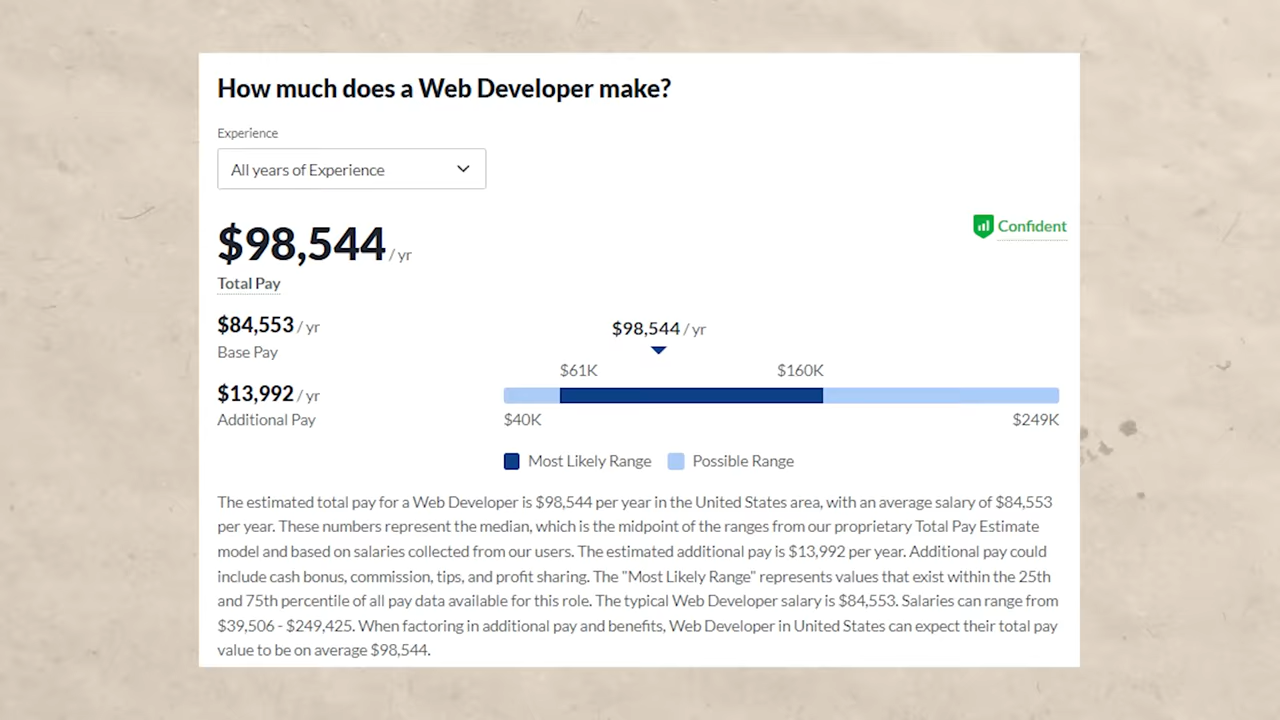 How much does a Web Developer make?
Experience
All years of Experience
$98,544 / yr
Confident
Total Pay
$84,553 / yr
Base Pay
$98,544 / yr
$13,992 / yr
Additional Pay
$61K
$160K
$40K
$249K
Most Likely Range
Possible Range
The estimated total pay for a Web Developer is $98,544 per year in the United States area, with an average salary of $84,553
per year. These numbers represent the median, which is the midpoint of the ranges from our proprietary Total Pay Estimate
model and based on salaries collected from our users. The estimated additional pay is $13,992 per year. Additional pay could
include cash bonus, commission, tips, and profit sharing. The "Most Likely Range" represents values that exist within the 25th
and 75th percentile of all pay data available for this role. The typical Web Developer salary is $84,553. Salaries can range from
$39,506 - $249,425. When factoring in additional pay and benefits, Web Developer in United States can expect their total pay
value to be on average $98,544.